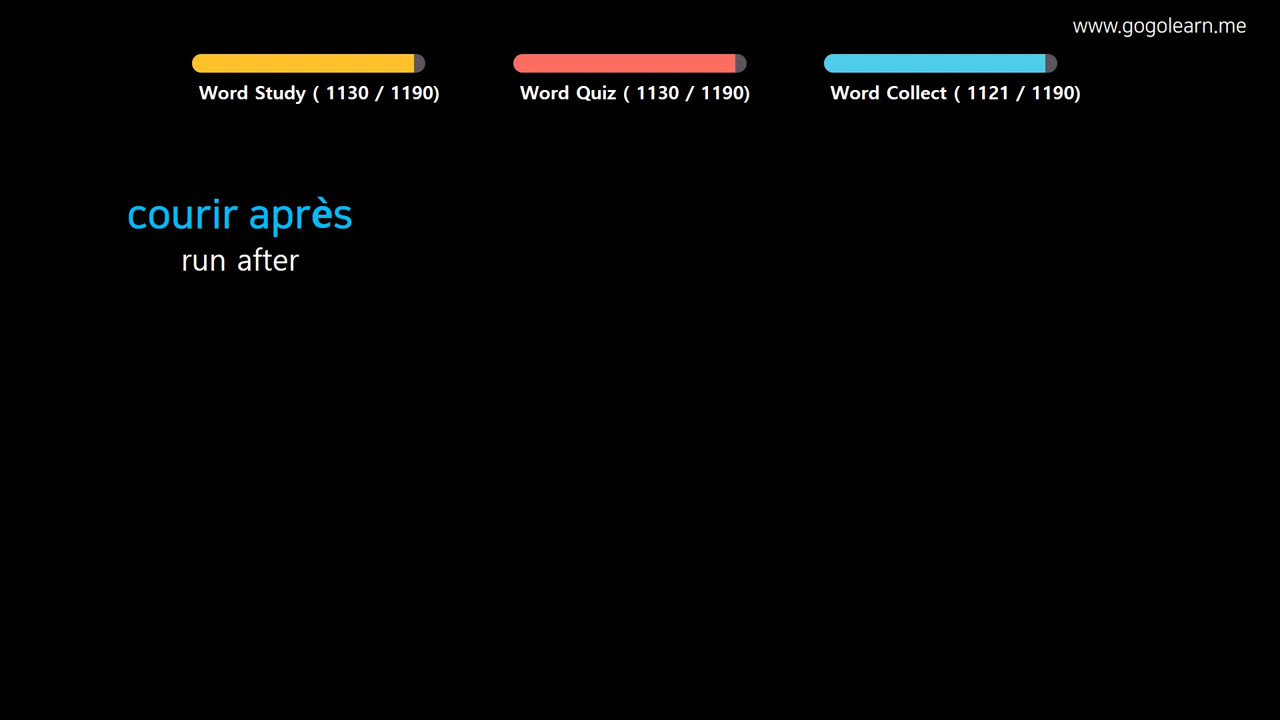 www.gogolearn.me
Word Study ( 1130 / 1190)
Word Quiz ( 1130 / 1190)
Word Collect ( 1121 / 1190)
courir après
run after